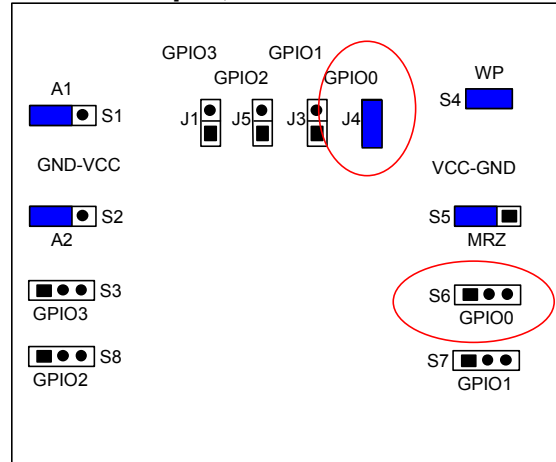 GPIO3 GPIO1
GPIO2 GPIO0
A1
WP
S4
S1
J1 J5 J3 J4
GND-VCC
VCC-GND
S2
S5
A2
MRZ
S3
S6
GPIO3
GPIO0
S8
S7
GPIO2
GPIO1